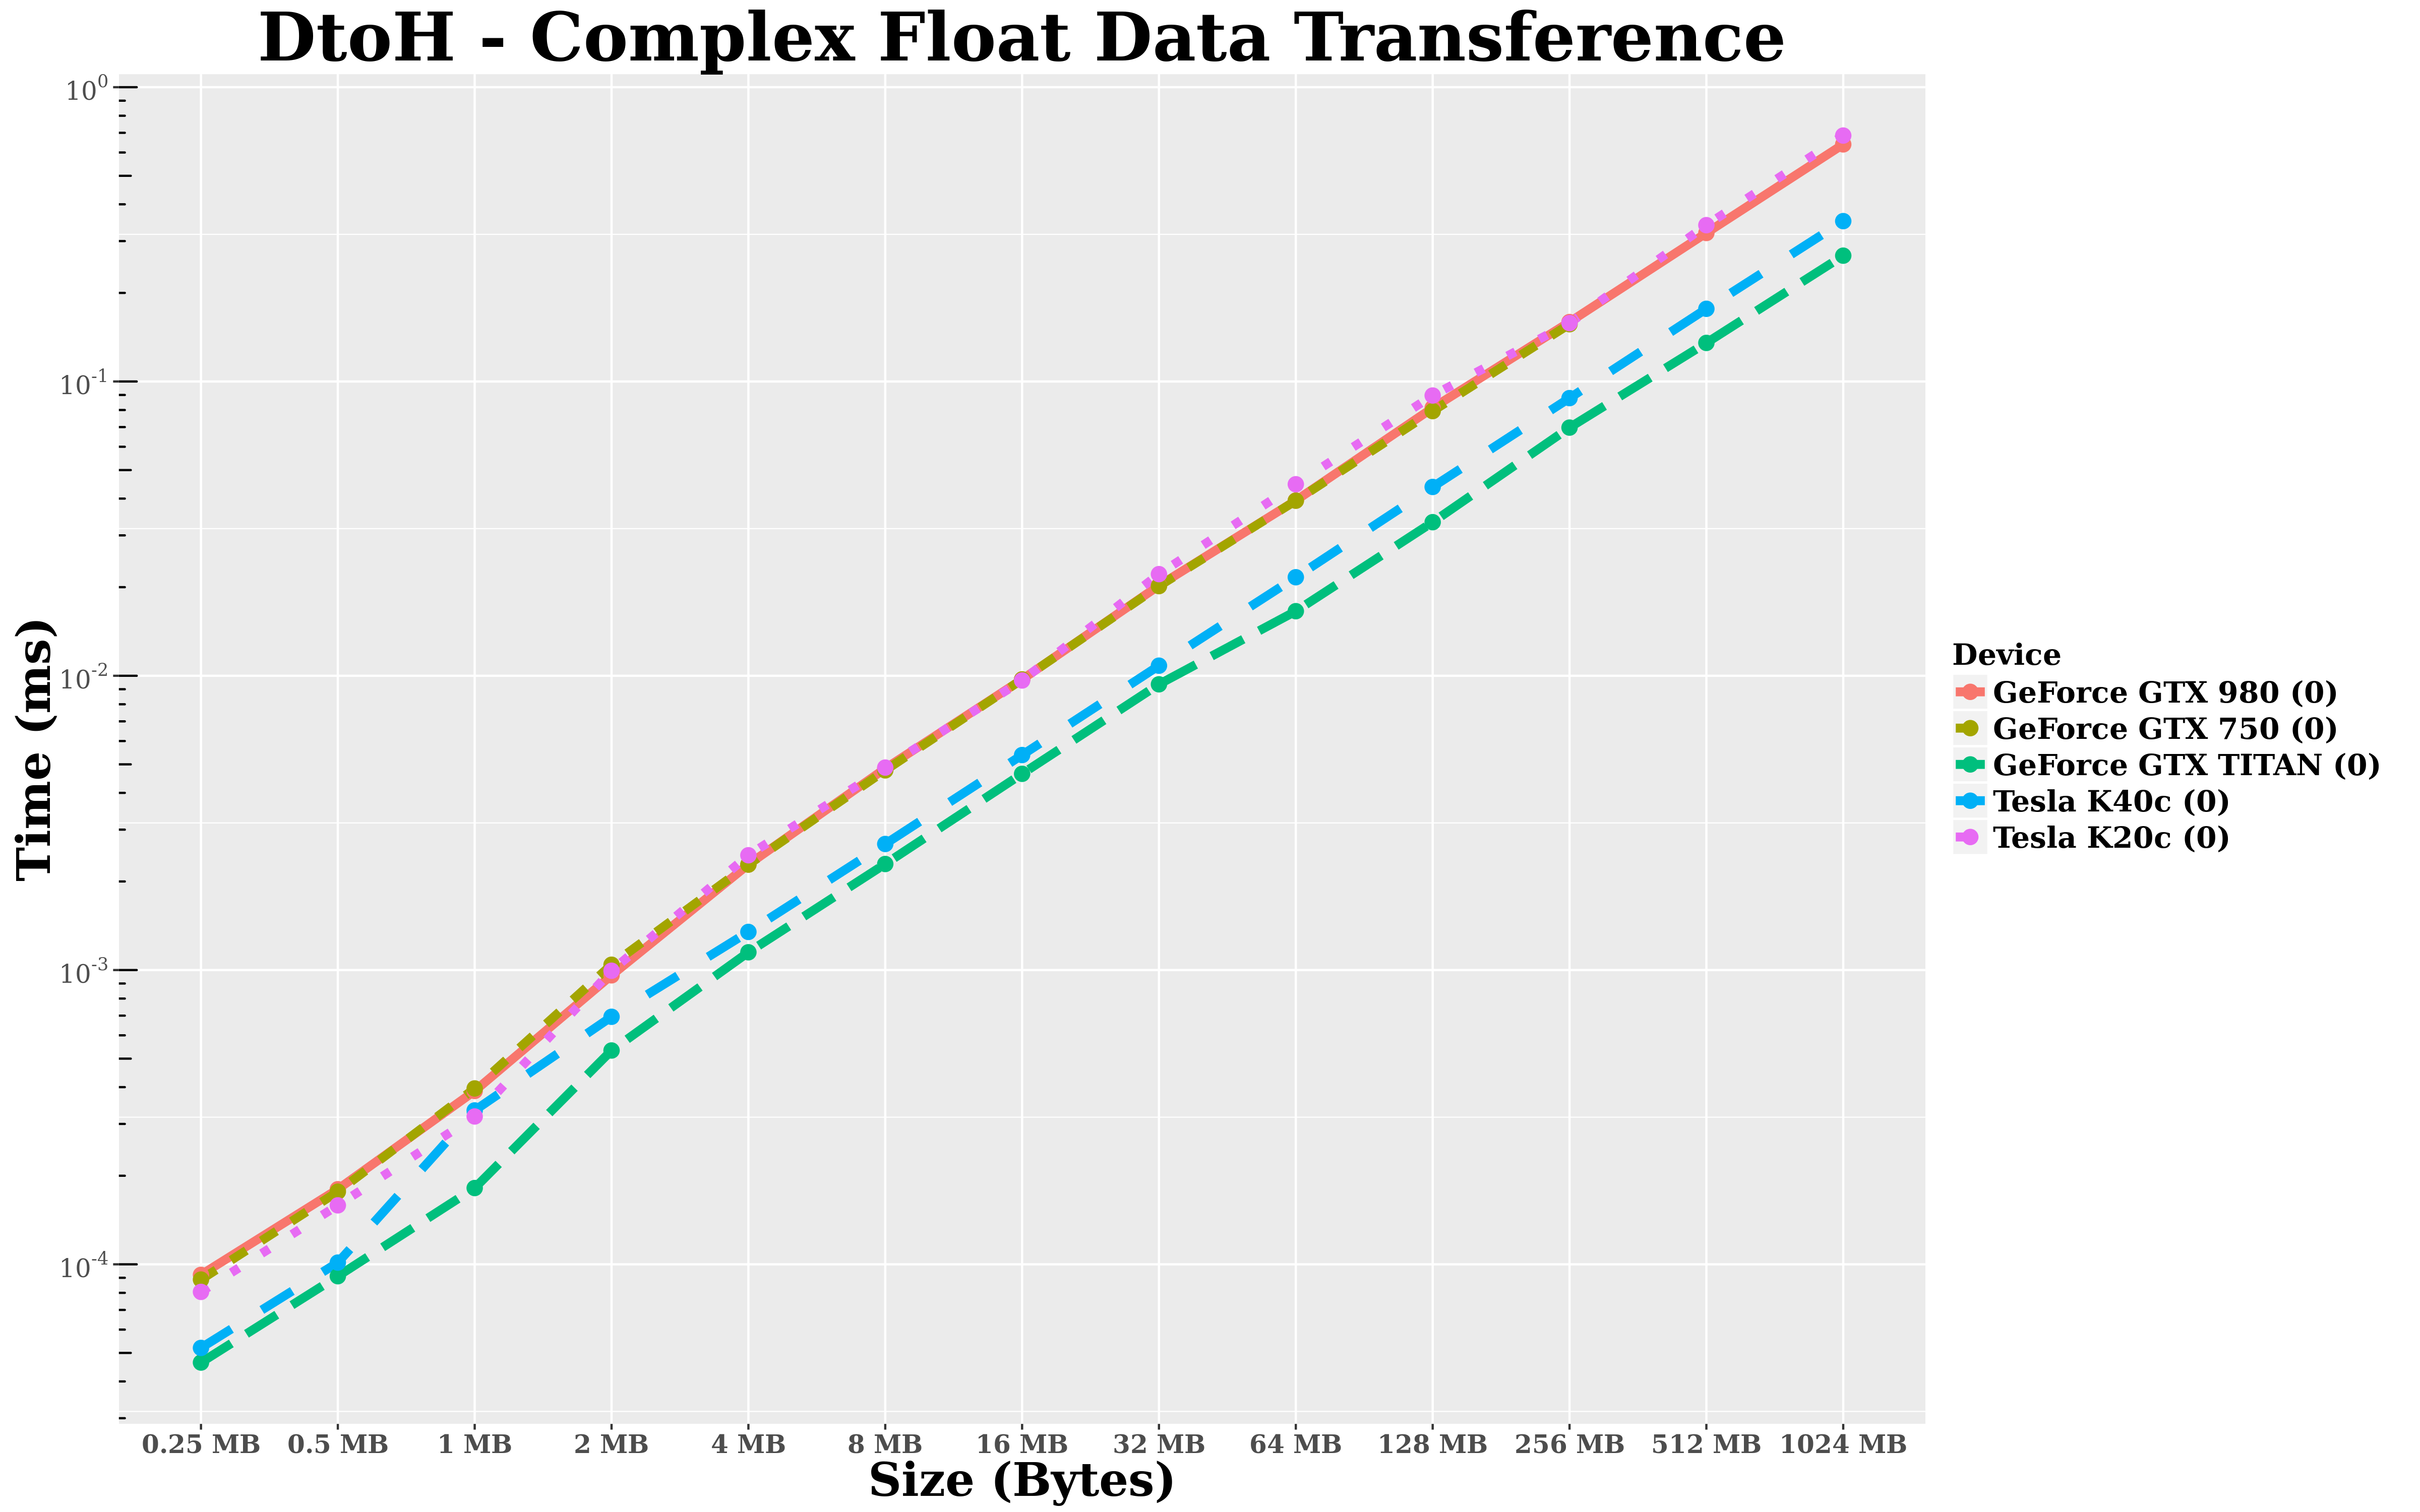 DtoH - Complex Float Data Transference
10^0
10^-1
10^-2
10^-3
10^-4
Time (ms)
0.25 MB 0.5 MB 1 MB 2 MB 4 MB 8 MB 16 MB 32 MB 64 MB 128 MB 256 MB 512 MB 1024 MB
Size (Bytes)
Device
GeForce GTX 980 (0)
GeForce GTX 750 (0)
GeForce GTX TITAN (0)
Tesla K40c (0)
Tesla K20c (0)